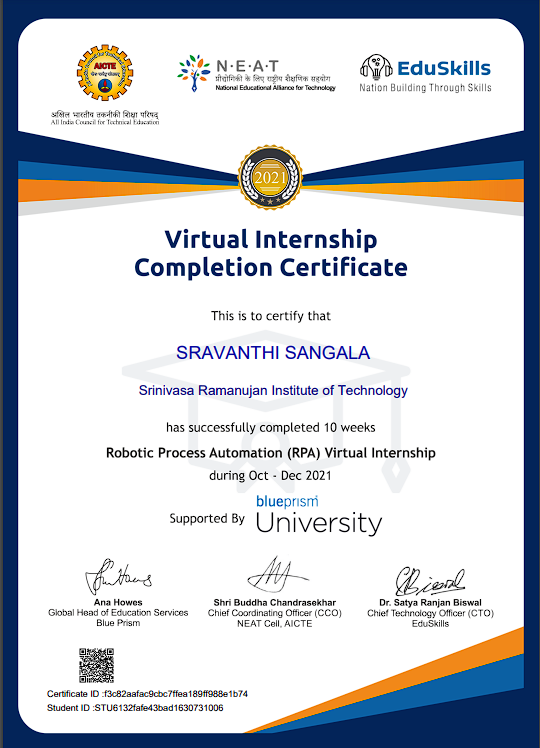 AICTE
अखिल भारतीय तकनीकी शिक्षा परिषद्
All India Council for Technical Education
N·E·A·T
प्रौद्योगिकी के लिए राष्ट्रीय शैक्षणिक सहयोग
National Educational Alliance for Technology
EduSkills
Nation Building Through Skills
2021
Virtual Internship
Completion Certificate
This is to certify that
SRAVANTHI SANGALA
Srinivasa Ramanujan Institute of Technology
has successfully completed 10 weeks
Robotic Process Automation (RPA) Virtual Internship
during Oct - Dec 2021
Supported By
blueprism
University
Ana Howes
Global Head of Education Services
Blue Prism
Shri Buddha Chandrasekhar
Chief Coordinating Officer (CCO)
NEAT Cell, AICTE
Dr. Satya Ranjan Biswal
Chief Technology Officer (CTO)
EduSkills
Certificate ID :f3c82aafac9cbc7ffea189ff988e1b74
Student ID :STU6132fafe43bad1630731006